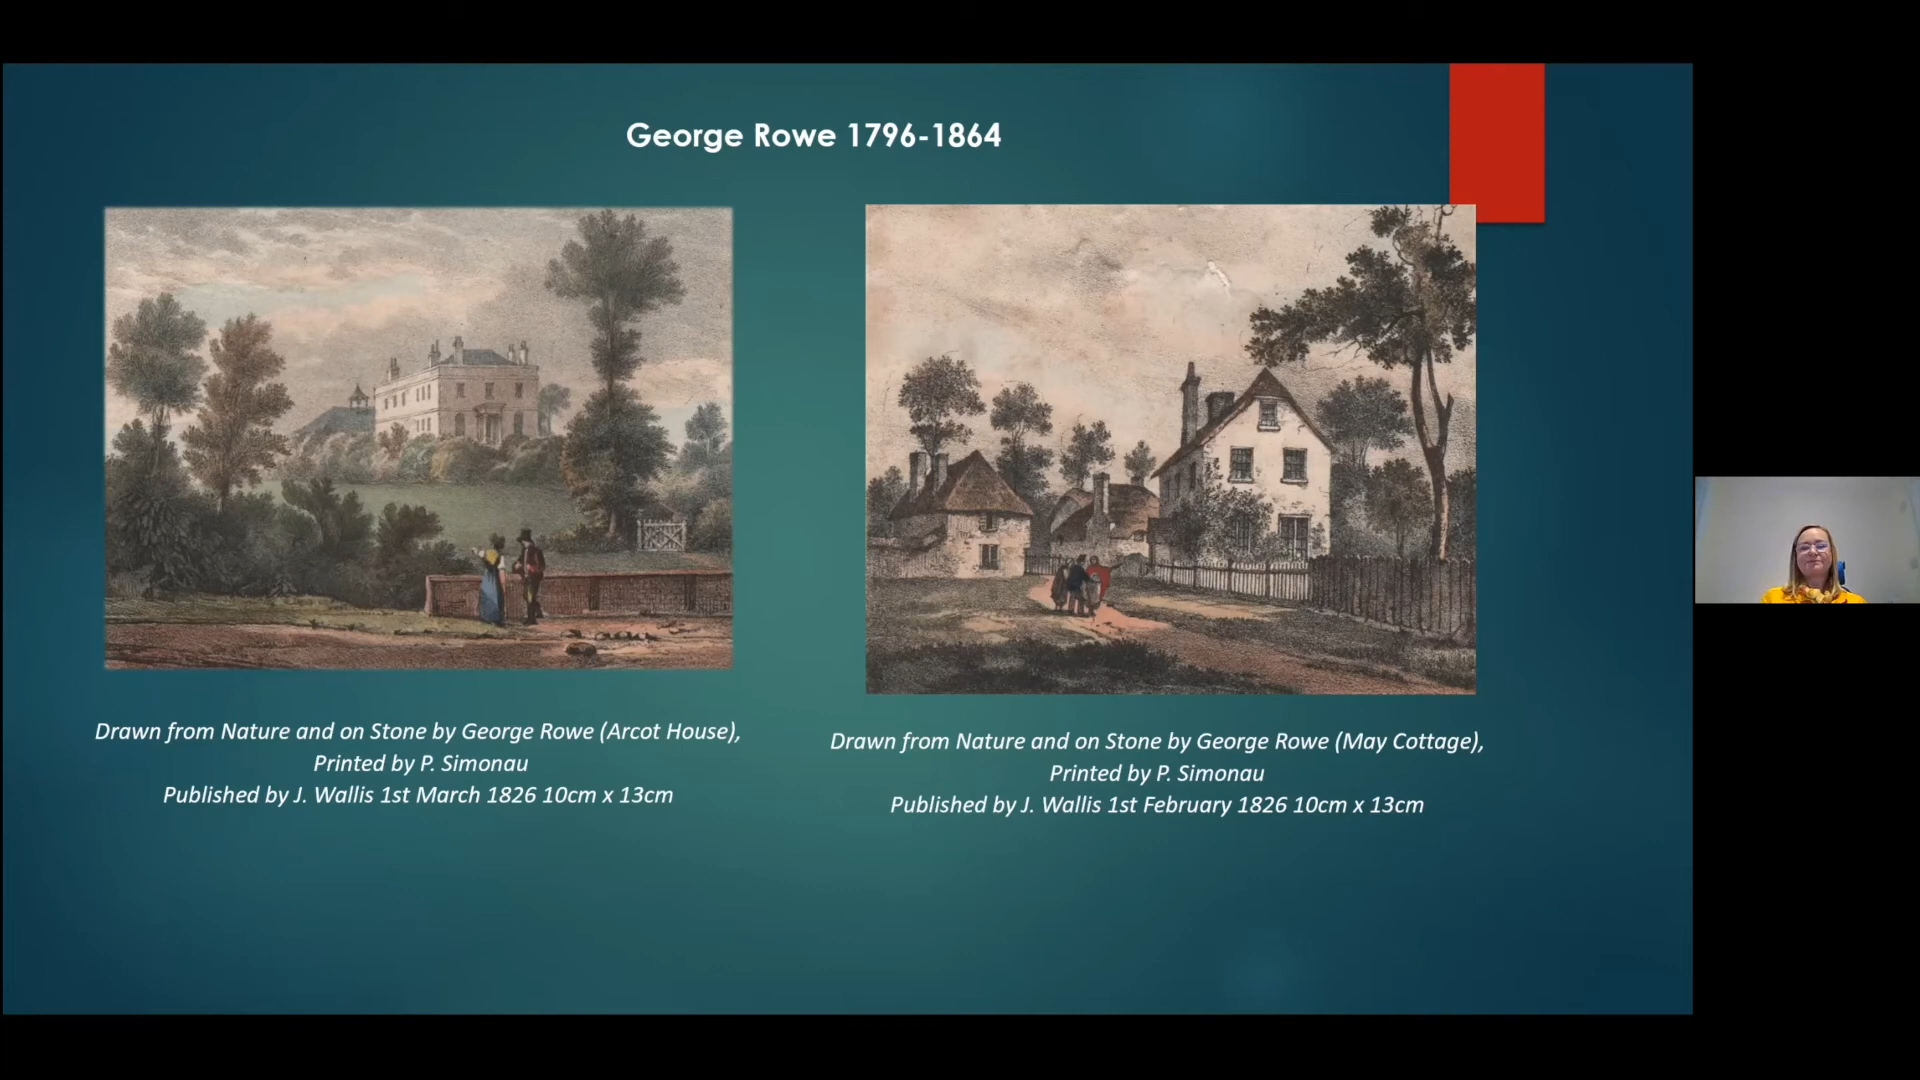 George Rowe 1796-1864
Drawn from Nature and on Stone by George Rowe (Arcot House),
Printed by P. Simonau
Published by J. Wallis 1st March 1826 10cm x 13cm
Drawn from Nature and on Stone by George Rowe (May Cottage),
Printed by P. Simonau
Published by J. Wallis 1st February 1826 10cm x 13cm